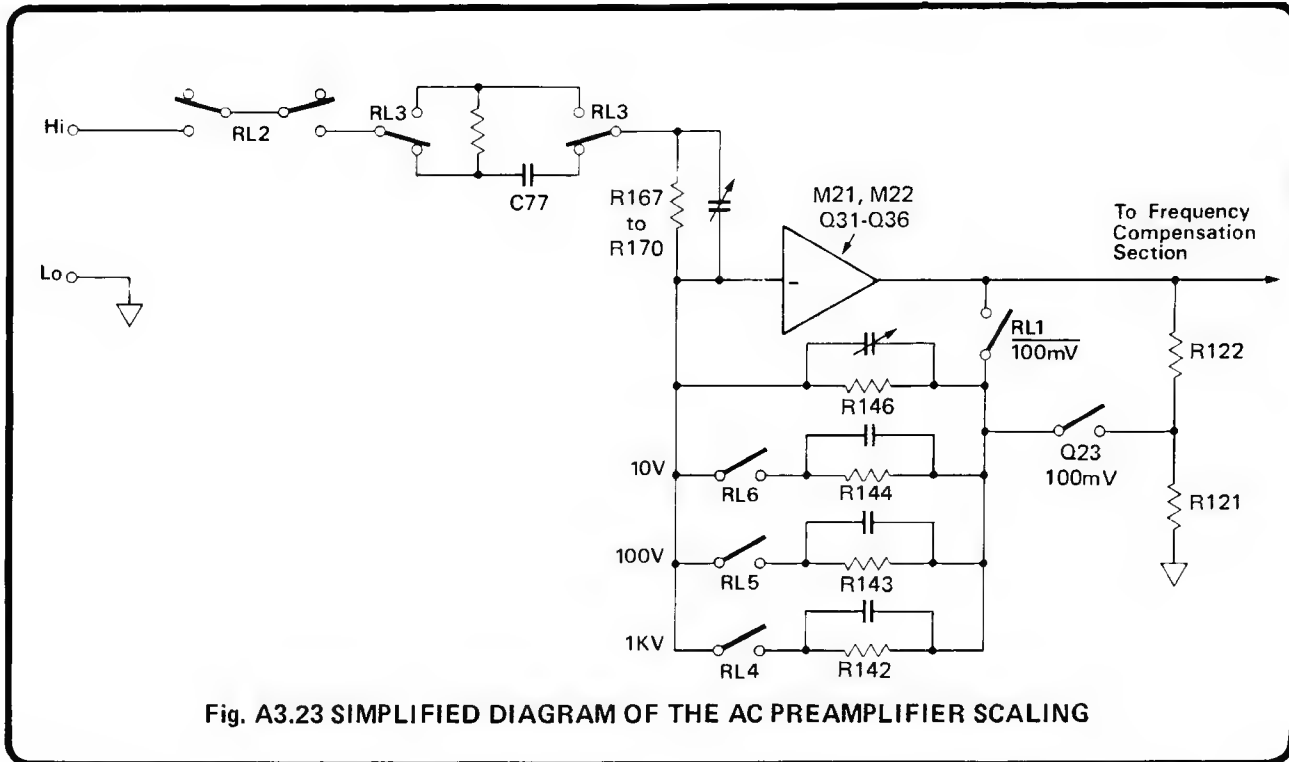 RL3
RL3
Hi
RL2
C77
R167
to
R170
M21, M22
Q31-Q36
To Frequency
Compensation
Section
Lo
-
RL1
100mV
R122
R146
Q23
100mV
10V
RL6
R144
R121
100V
RL5
R143
1KV
RL4
R142
Fig. A3.23 SIMPLIFIED DIAGRAM OF THE AC PREAMPLIFIER SCALING